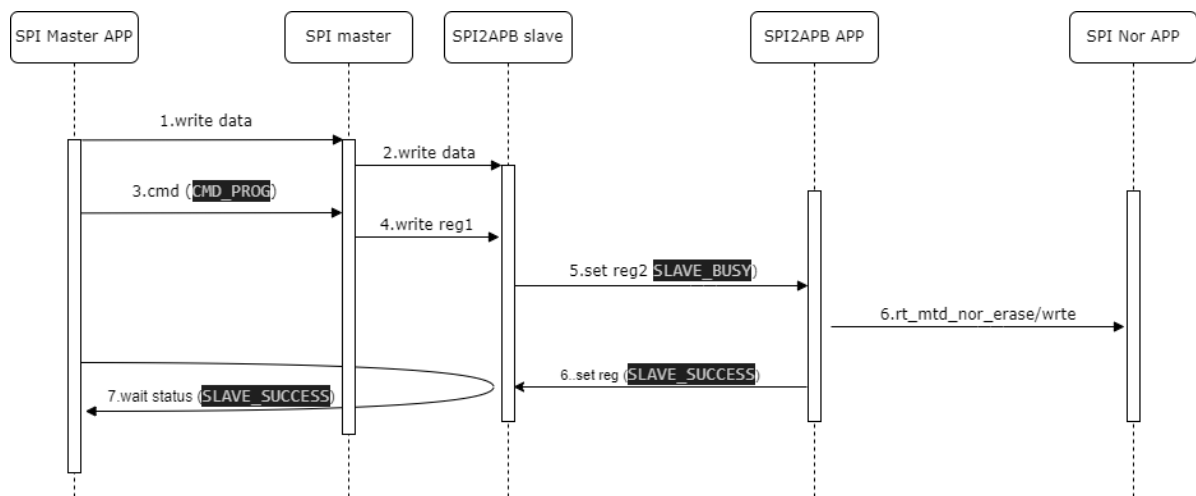 SPI Master APP
SPI master
SPI2APB slave
SPI2APB APP
SPI Nor APP
1.write data
2.write data
3.cmd (CMD_PROG)
4.write reg1
5.set reg2 SLAVE_BUSY)
6.rt_mtd_nor_erase/wrte
6..set reg (SLAVE_SUCCESS)
7.wait status (SLAVE_SUCCESS)